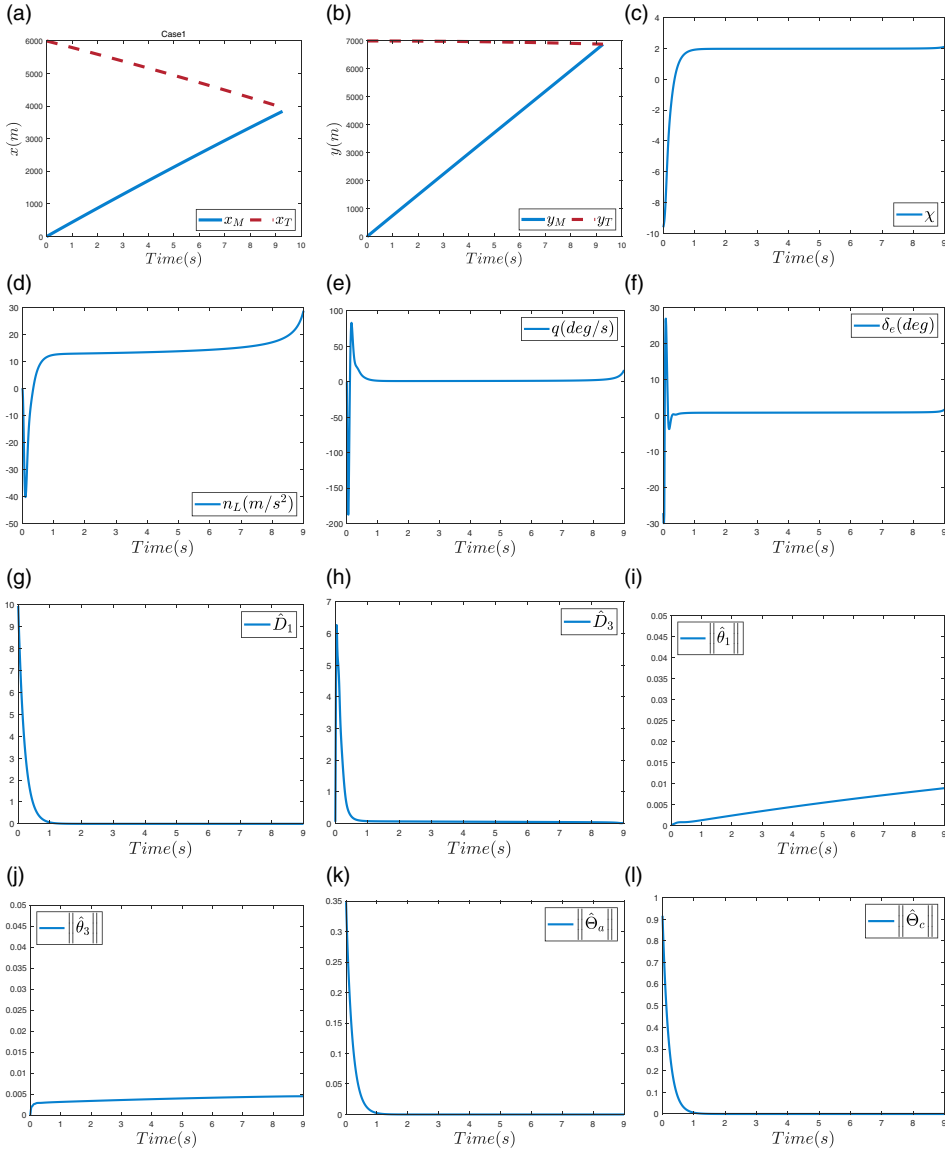 (a)
Case1
6000
5000
4000
3000
2000
1000
0
x(m)
x_M x_T
0 1 2 3 4 5 6 7 8 9 10
Time(s)
(b)
7000
6000
5000
4000
3000
2000
1000
0
y(m)
y_M y_T
0 1 2 3 4 5 6 7 8 9 10
Time(s)
(c)
4
2
0
-2
-4
-6
-8
-10
χ
0 1 2 3 4 5 6 7 8 9
Time(s)
(d)
30
20
10
0
-10
-20
-30
-40
-50
n_L(m/s²)
0 1 2 3 4 5 6 7 8 9
Time(s)
(e)
100
50
0
-50
-100
-150
-200
q(deg/s)
0 1 2 3 4 5 6 7 8 9
Time(s)
(f)
30
20
10
0
-10
-20
-30
δ_e(deg)
0 1 2 3 4 5 6 7 8 9
Time(s)
(g)
10
9
8
7
6
5
4
3
2
1
0
D̂_1
0 1 2 3 4 5 6 7 8 9
Time(s)
(h)
7
6
5
4
3
2
1
0
D̂_3
0 1 2 3 4 5 6 7 8 9
Time(s)
(i)
0.05
0.045
0.04
0.035
0.03
0.025
0.02
0.015
0.01
0.005
0
||θ̂_1||
0 1 2 3 4 5 6 7 8 9
Time(s)
(j)
0.05
0.045
0.04
0.035
0.03
0.025
0.02
0.015
0.01
0.005
0
||θ̂_3||
0 1 2 3 4 5 6 7 8 9
Time(s)
(k)
0.35
0.3
0.25
0.2
0.15
0.1
0.05
0
||Θ̂_a||
0 1 2 3 4 5 6 7 8 9
Time(s)
(l)
1
0.9
0.8
0.7
0.6
0.5
0.4
0.3
0.2
0.1
0
||Θ̂_c||
0 1 2 3 4 5 6 7 8 9
Time(s)